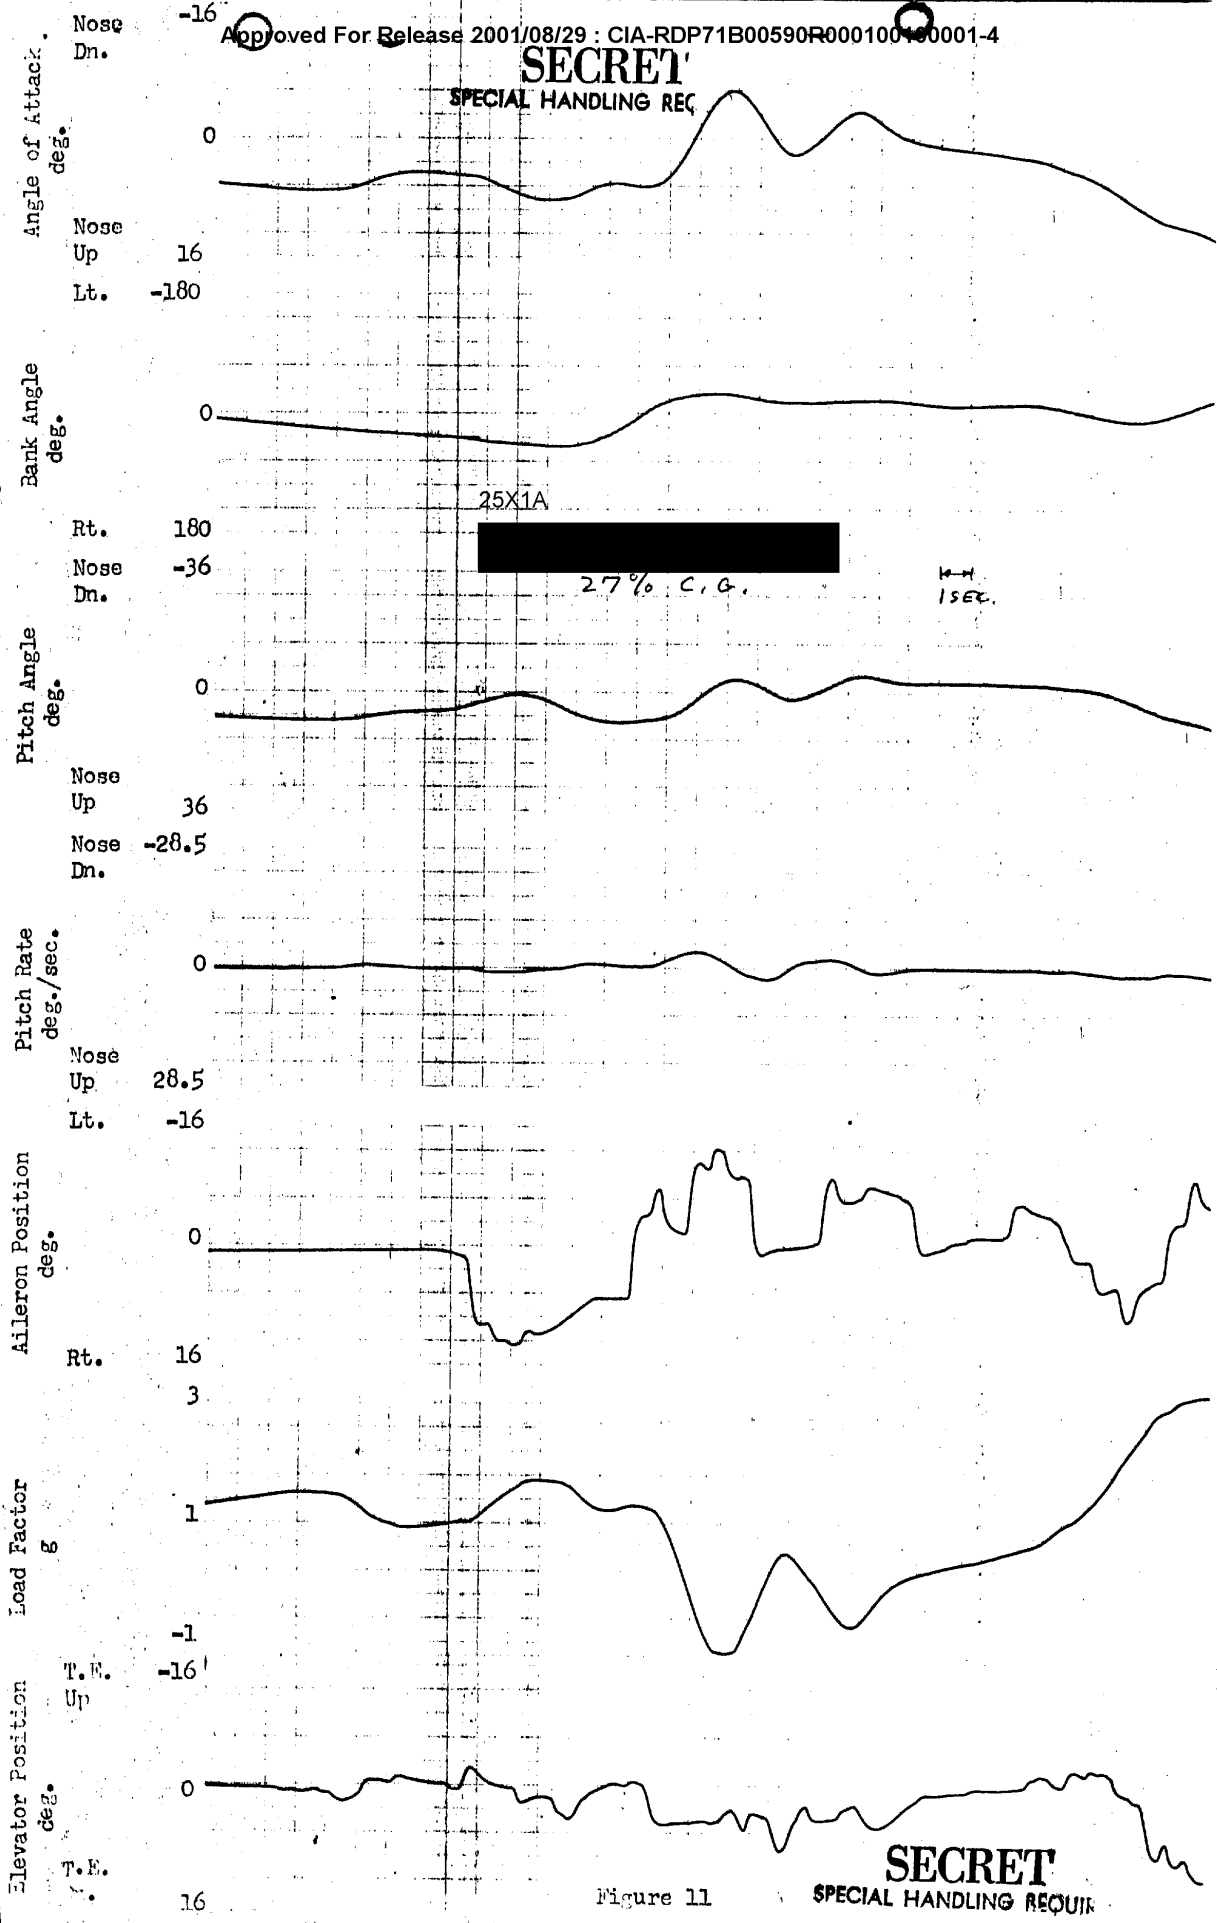 Nose -16
Dn.
Approved For Release 2001/08/29 : CIA-RDP71B00590R000100190001-4
SECRET
SPECIAL HANDLING REQ
Angle of Attack.
deg.
0
Nose
Up 16
Lt. -180
Bank Angle
deg.
0
25X1A
Rt. 180
Nose -36
Dn.
27% C.G.
1 SEC.
Pitch Angle
deg.
0
Nose
Up 36
Nose -28.5
Dn.
Pitch Rate
deg./sec.
0
Nose
Up 28.5
Lt. -16
Aileron Position
deg.
0
Rt. 16
3
Load Factor
g
1
-1
T.E. -16
Up
Elevator Position
deg.
0
T.E.
16
Figure 11
SECRET
SPECIAL HANDLING REQUIR